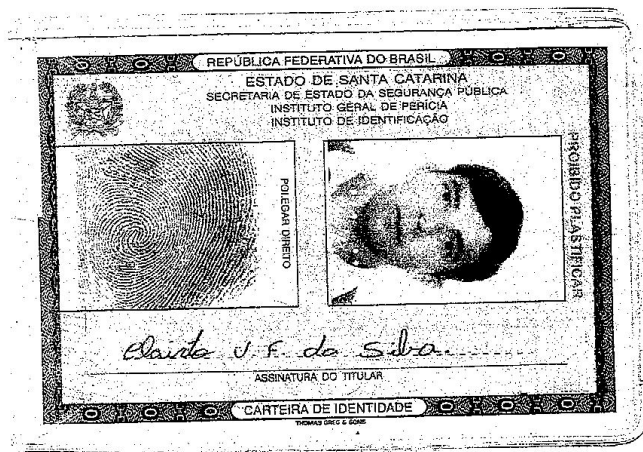 REPÚBLICA FEDERATIVA DO BRASIL
ESTADO DE SANTA CATARINA
SECRETARIA DE ESTADO DA SEGURANÇA PÚBLICA
INSTITUTO GERAL DE PERÍCIA
INSTITUTO DE IDENTIFICAÇÃO
POLEGAR DIREITO
PROIBIDO PLASTIFICAR
V. F. da Silva
ASSINATURA DO TITULAR
CARTEIRA DE IDENTIDADE
THOMAS GREG & SONS